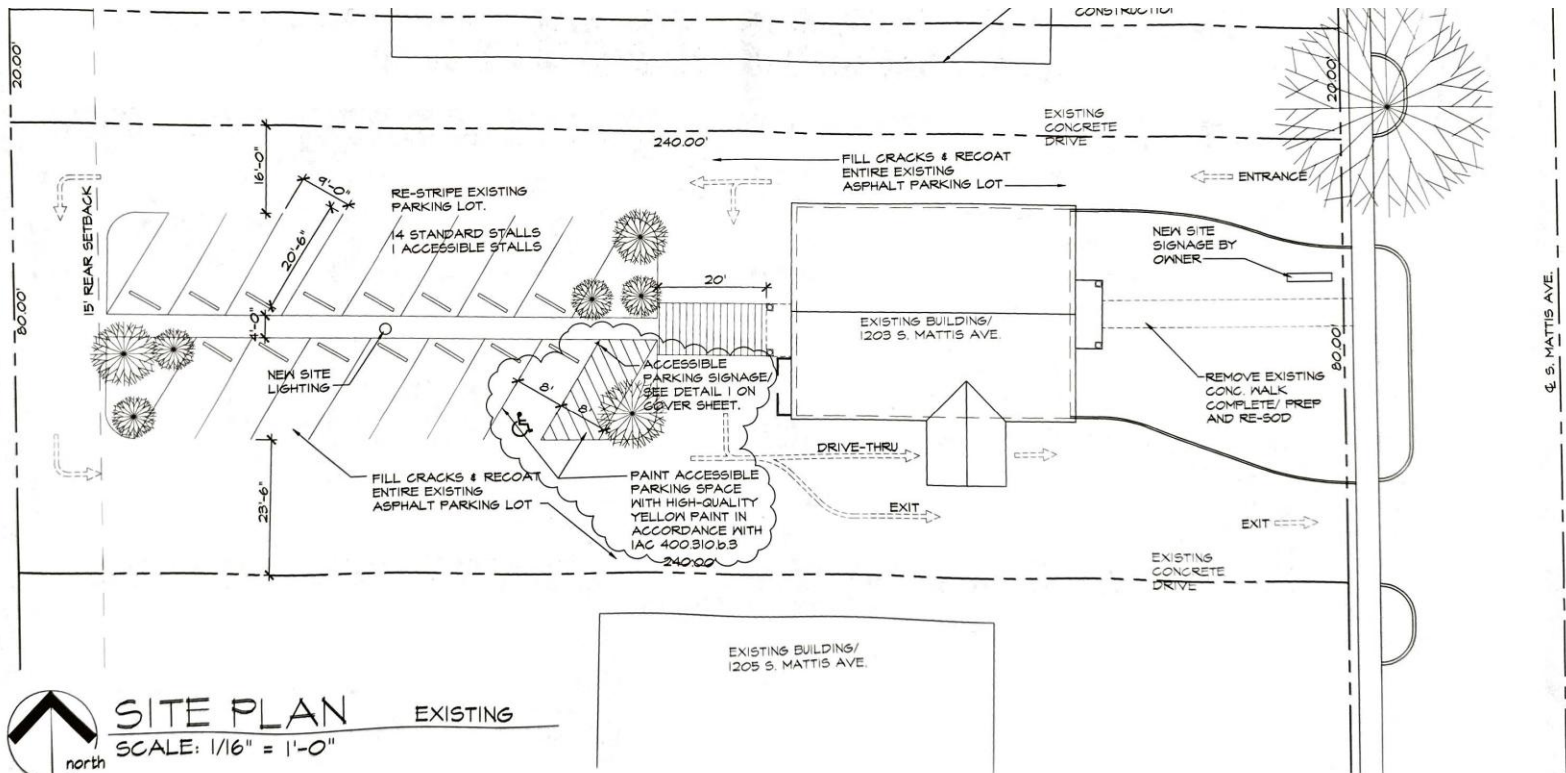 CONSTRUCTION
20.00'
20.00'
EXISTING
CONCRETE
DRIVE
240.00'
FILL CRACKS & RECOAT
ENTIRE EXISTING
ASPHALT PARKING LOT
ENTRANCE
16'-0"
9'-0"
20'-6"
RE-STRIPE EXISTING
PARKING LOT.
14 STANDARD STALLS
1 ACCESSIBLE STALLS
15' REAR SETBACK
80.00'
4'-0"
NEW SITE
LIGHTING
20'
NEW SITE
SIGNAGE BY
OWNER
EXISTING BUILDING/
1203 S. MATTIS AVE.
80.00'
℄ S. MATTIS AVE.
ACCESSIBLE
PARKING SIGNAGE/
SEE DETAIL 1 ON
COVER SHEET.
8'
8'
REMOVE EXISTING
CONC. WALK
COMPLETE/ PREP
AND RE-SOD
DRIVE-THRU
FILL CRACKS & RECOAT
ENTIRE EXISTING
ASPHALT PARKING LOT
23'-6"
PAINT ACCESSIBLE
PARKING SPACE
WITH HIGH-QUALITY
YELLOW PAINT IN
ACCORDANCE WITH
IAC 400.310.6.3
240.00'
EXIT
EXIT
EXISTING
CONCRETE
DRIVE
EXISTING BUILDING/
1205 S. MATTIS AVE.
SITE PLAN EXISTING
SCALE: 1/16" = 1'-0"
north